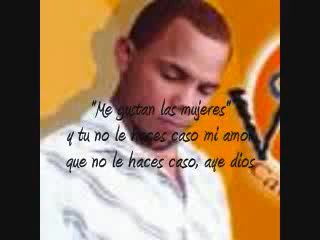 "Me gustan las mujeres"
y tu no le haces caso mi amor
que no le haces caso, aye dios